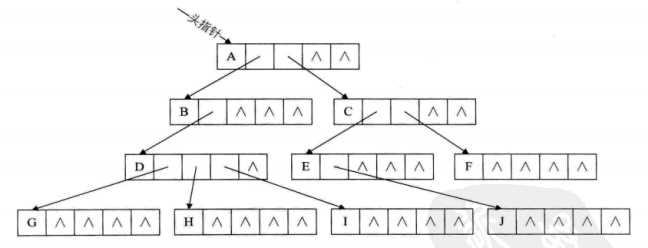 头指针
A ∧ ∧
B ∧ ∧ ∧
C ∧ ∧
D ∧
E ∧ ∧ ∧
F ∧ ∧ ∧ ∧
G ∧ ∧ ∧ ∧
H ∧ ∧ ∧ ∧
I ∧ ∧ ∧ ∧
J ∧ ∧ ∧ ∧